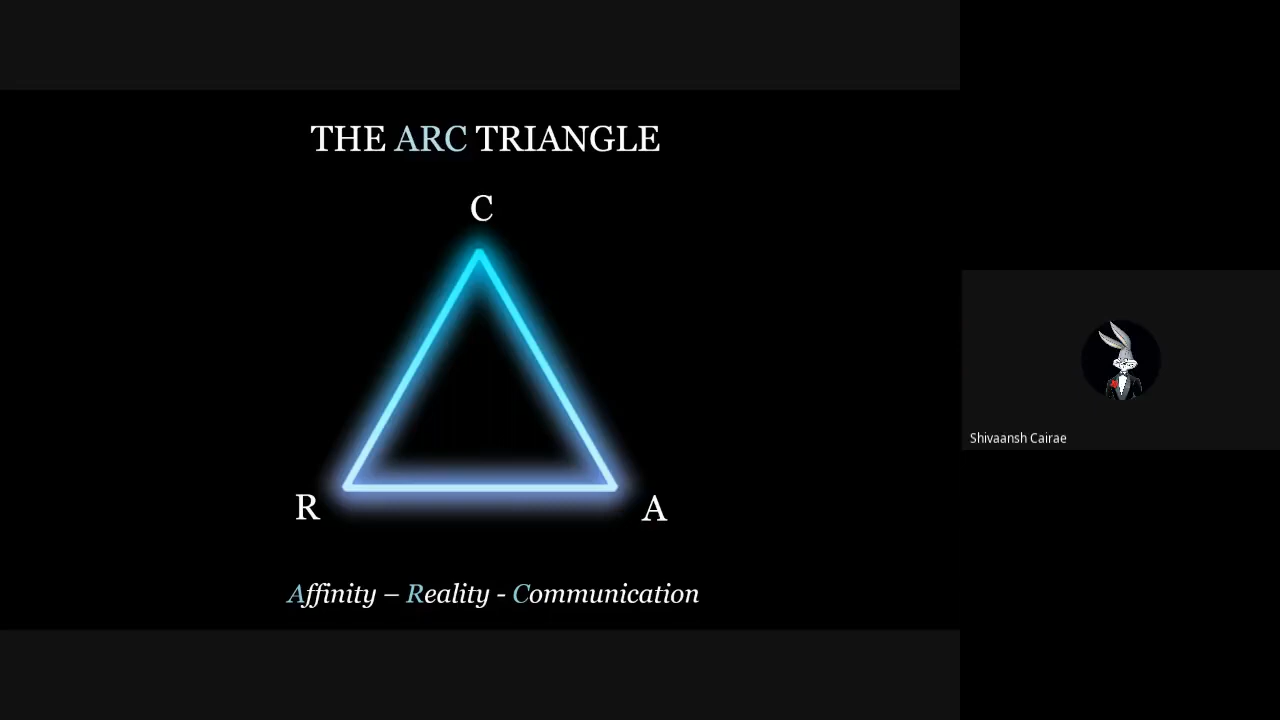 THE ARC TRIANGLE
C
R
A
Affinity – Reality - Communication
Shivaansh Cairae